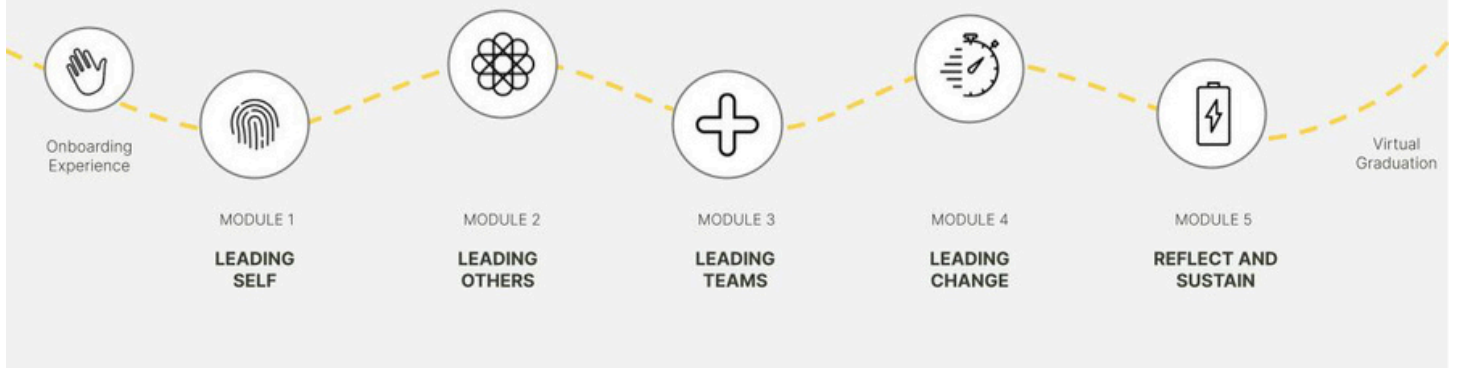 Onboarding
Experience
MODULE 1
LEADING
SELF
MODULE 2
LEADING
OTHERS
MODULE 3
LEADING
TEAMS
MODULE 4
LEADING
CHANGE
MODULE 5
REFLECT AND
SUSTAIN
Virtual
Graduation